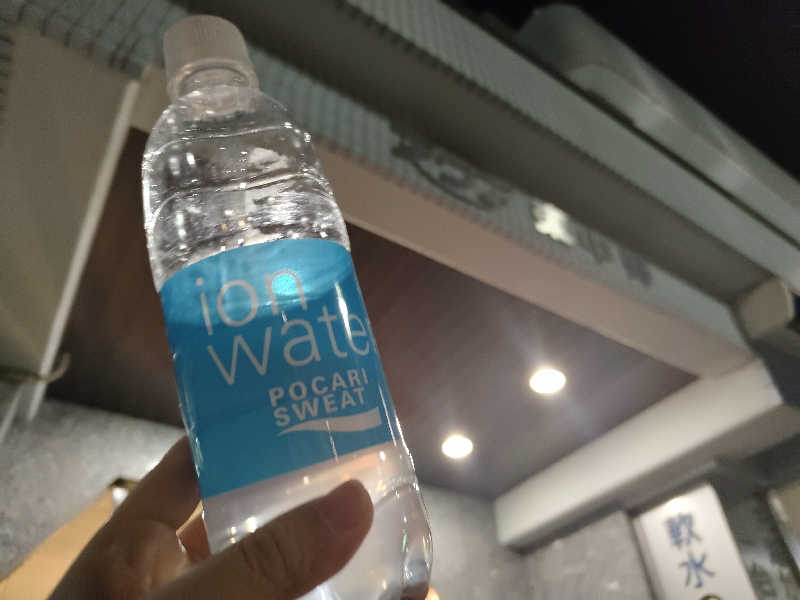 ion
water
POCARI
SWEAT
軟水